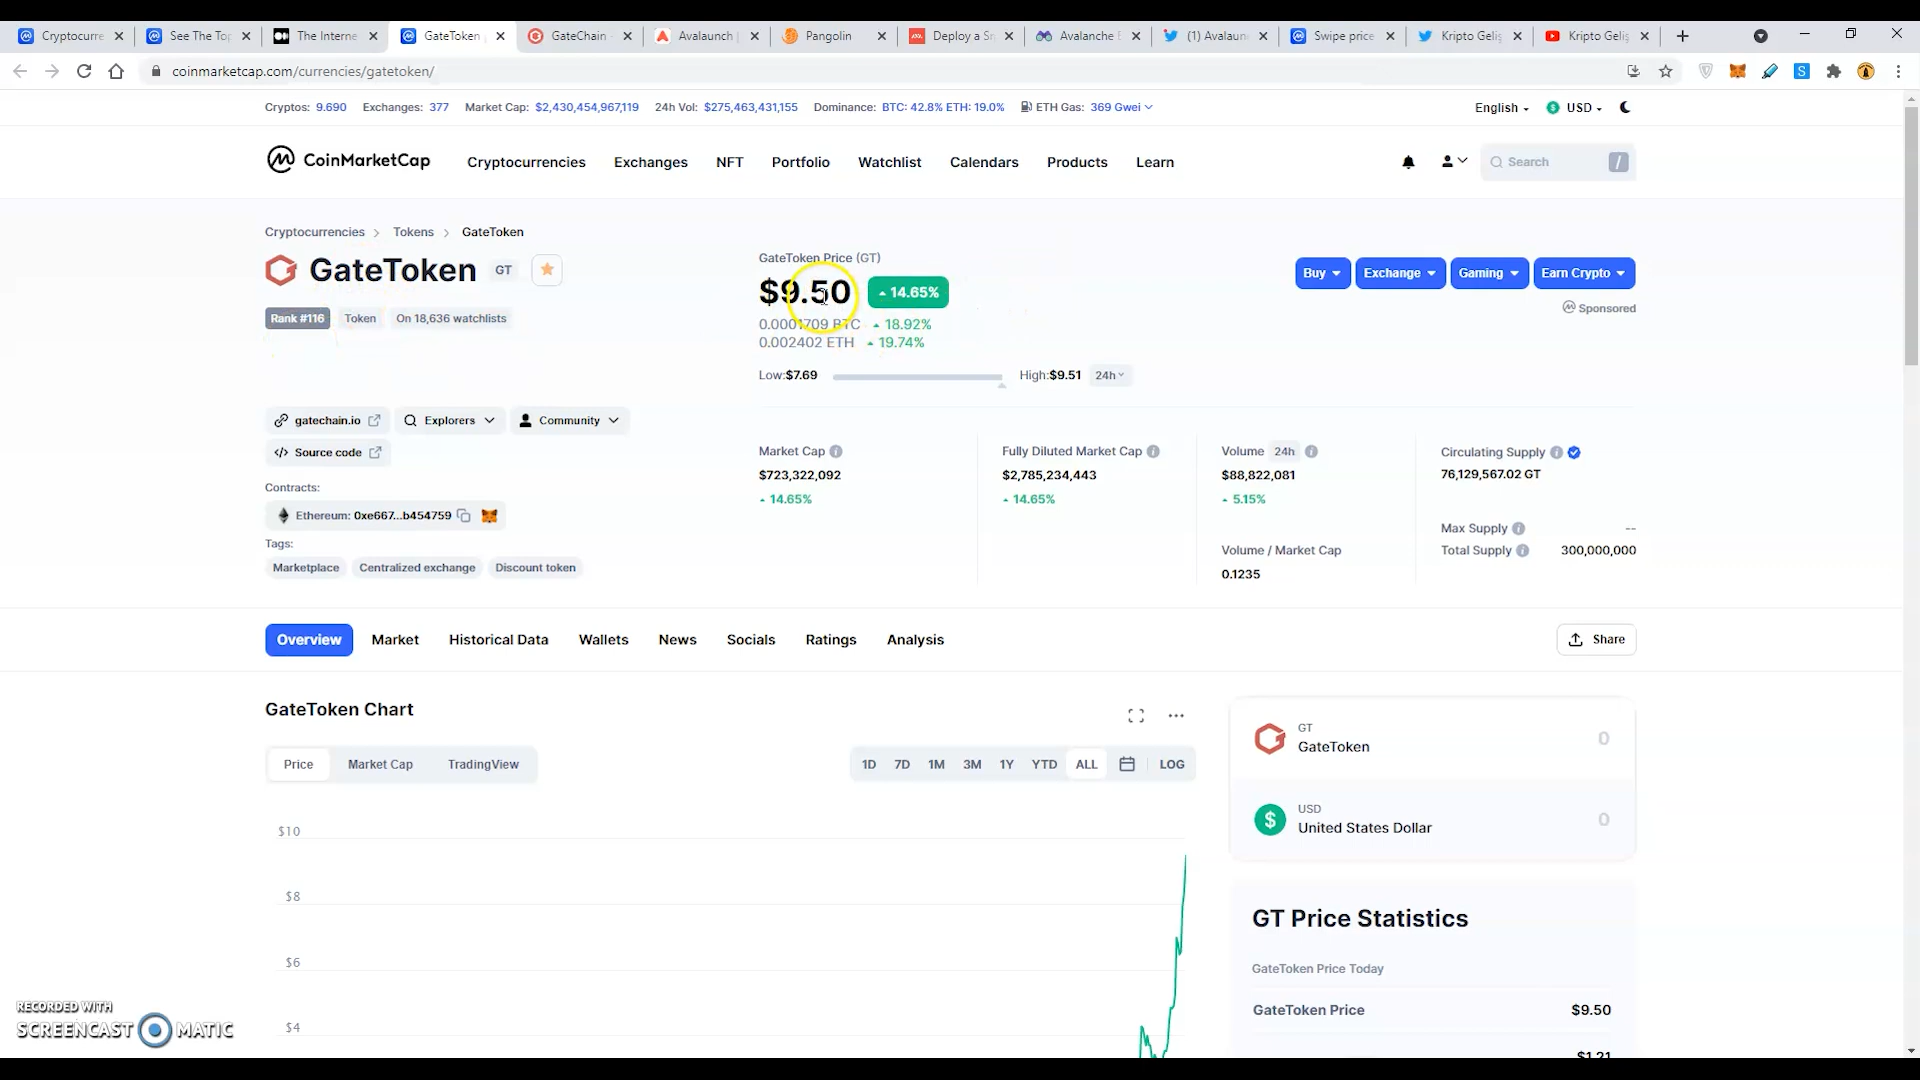 Cryptocurre
See The Top
The Interne
GateToken
GateChain
Avalaunch
Pangolin
Deploy a Sm
Avalanche E
(1) Avalaun
Swipe price
Kripto Geliş
Kripto Geliş
coinmarketcap.com/currencies/gatetoken/
Cryptos: 9.690 Exchanges: 377 Market Cap: $2,430,454,967,119 24h Vol: $275,463,431,155 Dominance: BTC: 42.8% ETH: 19.0% ETH Gas: 369 Gwei
English USD
CoinMarketCap
Cryptocurrencies Exchanges NFT Portfolio Watchlist Calendars Products Learn
Search /
Cryptocurrencies > Tokens > GateToken
GateToken GT
Rank #116 Token On 18,636 watchlists
GateToken Price (GT)
$9.50 14.65%
0.0001709 BTC 18.92%
0.002402 ETH 19.74%
Low:$7.69 High:$9.51 24h
Buy Exchange Gaming Earn Crypto
Sponsored
gatechain.io Explorers Community
Source code
Contracts:
Ethereum: 0xe667...b454759
Tags:
Marketplace Centralized exchange Discount token
Market Cap
$723,322,092
14.65%
Fully Diluted Market Cap
$2,785,234,443
14.65%
Volume 24h
$88,822,081
5.15%
Volume / Market Cap
0.1235
Circulating Supply
76,129,567.02 GT
Max Supply --
Total Supply 300,000,000
Overview Market Historical Data Wallets News Socials Ratings Analysis
Share
GateToken Chart
Price Market Cap TradingView
1D 7D 1M 3M 1Y YTD ALL LOG
$10
$8
$6
$4
GT
GateToken 0
USD
United States Dollar 0
GT Price Statistics
GateToken Price Today
GateToken Price $9.50
$1.21
RECORDED WITH
SCREENCAST MATIC